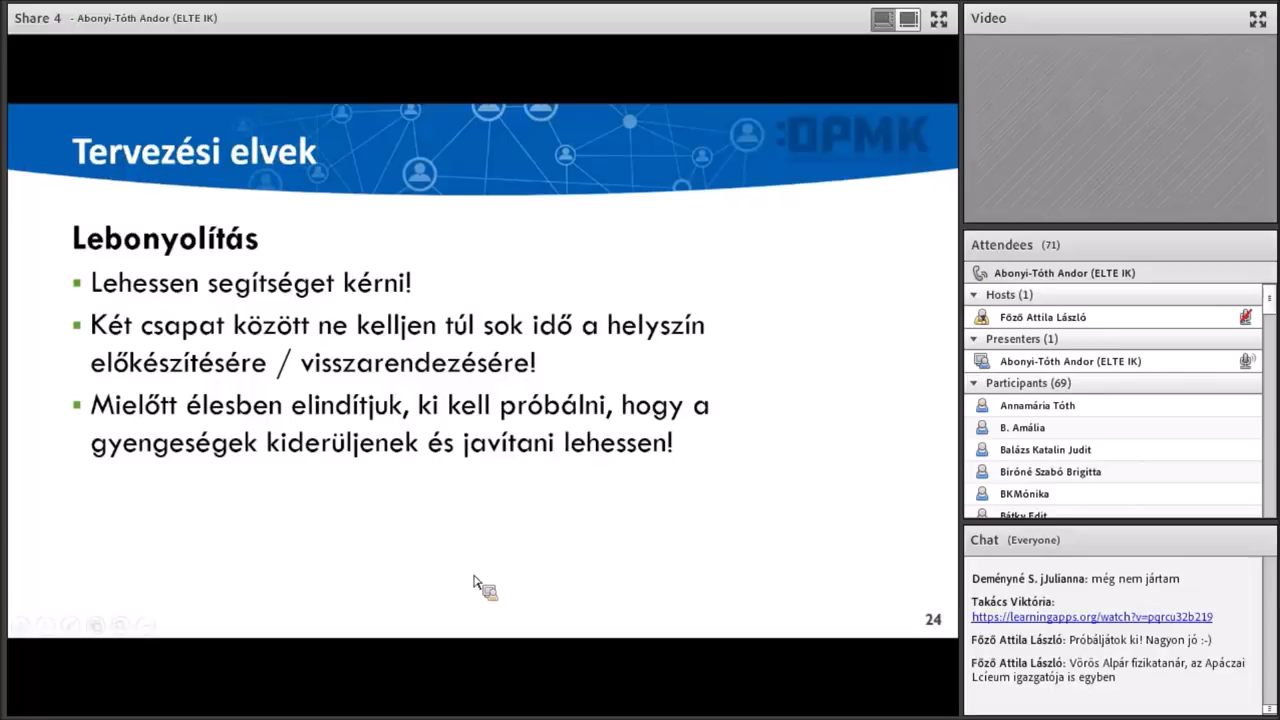 Share 4 - Abonyi-Tóth Andor (ELTE IK)
:OPMK
Tervezési elvek
Lebonyolítás
Lehessen segítséget kérni!
Két csapat között ne kelljen túl sok idő a helyszín
előkészítésére / visszarendezésére!
Mielőtt élesben elindítjuk, ki kell próbálni, hogy a
gyengeségek kiderüljenek és javítani lehessen!
24
Video
Attendees (71)
Abonyi-Tóth Andor (ELTE IK)
Hosts (1)
Főző Attila László
Presenters (1)
Abonyi-Tóth Andor (ELTE IK)
Participants (69)
Annamária Tóth
B. Amália
Balázs Katalin Judit
Biróné Szabó Brigitta
BKMónika
Bátky Edit
Chat (Everyone)
Deményné S. jJulianna: még nem jártam
Takács Viktória:
https://learningapps.org/watch?v=pqrcu32b219
Főző Attila László: Próbáljátok ki! Nagyon jó :-)
Főző Attila László: Vörös Alpár fizikatanár, az Apáczai
Lcíeum igazgatója is egyben